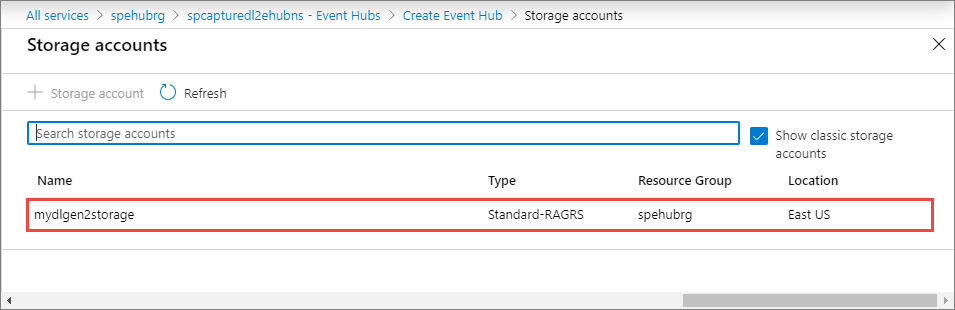 All services > spehubrg > spcapturedl2ehubns - Event Hubs > Create Event Hub > Storage accounts
Storage accounts
Storage account Refresh
Search storage accounts
Show classic storage
accounts
Name Type Resource Group Location
mydlgen2storage Standard-RAGRS spehubrg East US